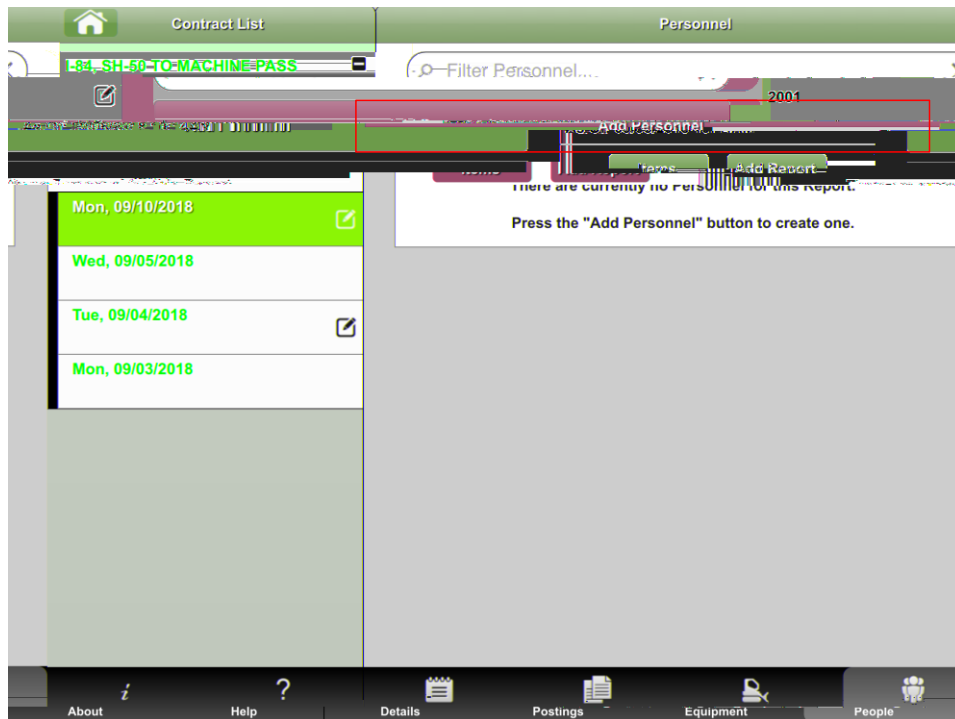 Contract List
Personnel
I-84, SH-50 TO MACHINE PASS
Filter Personnel....
2001
Add Personnel
Items
Items
Add Report
There are currently no Personnel for this Report.
Press the "Add Personnel" button to create one.
Mon, 09/10/2018
Wed, 09/05/2018
Tue, 09/04/2018
Mon, 09/03/2018
About
Help
Details
Postings
Equipment
People